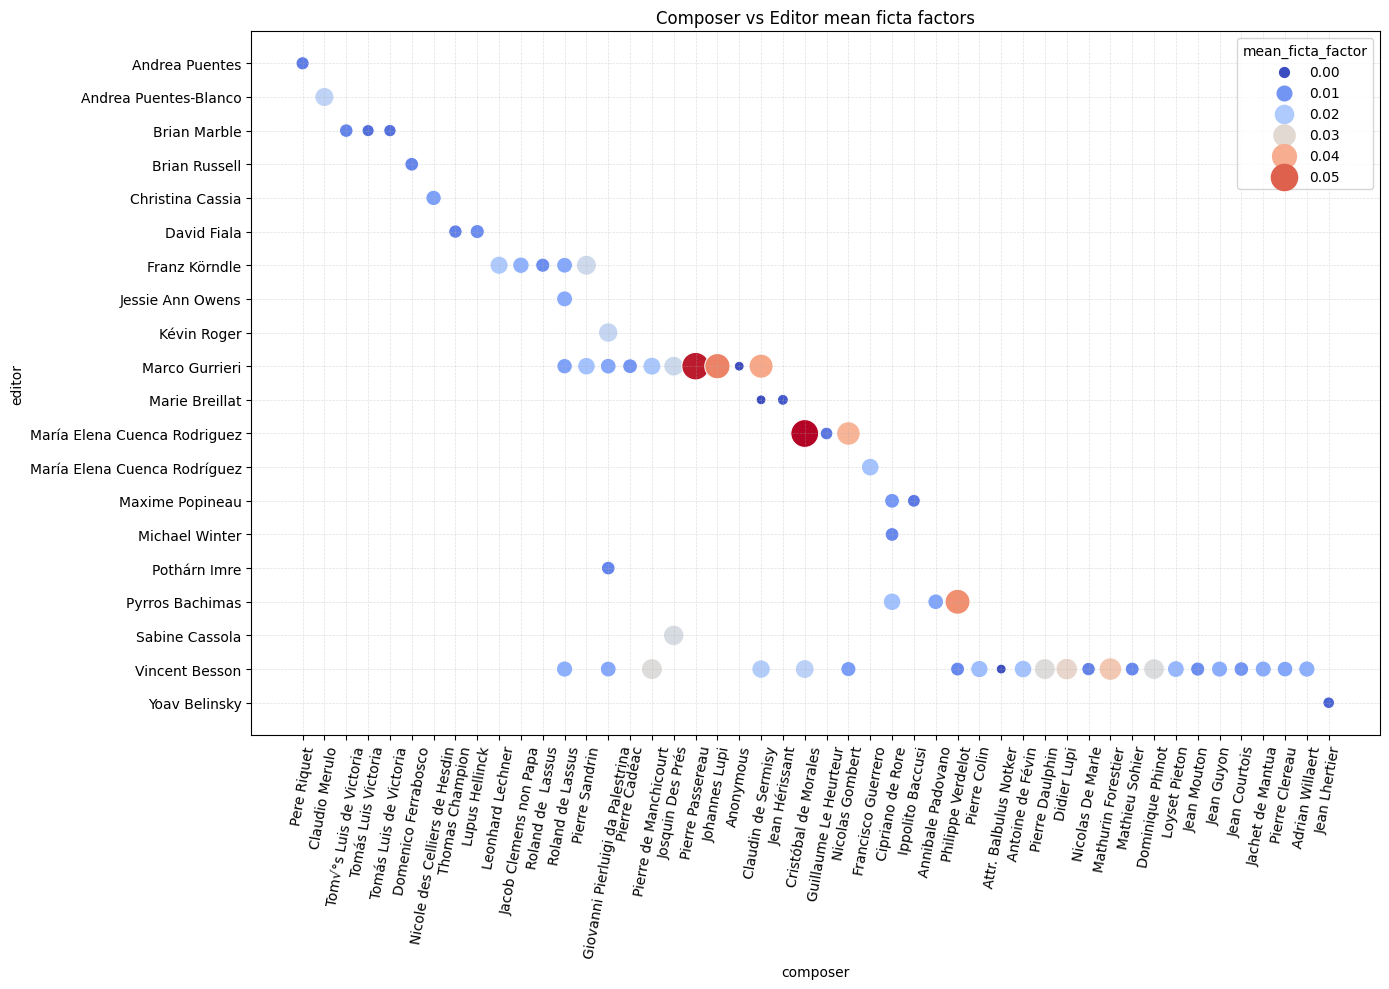 Composer vs Editor mean ficta factors
mean_ficta_factor
0.00
0.01
0.02
0.03
0.04
0.05
editor
Andrea Puentes
Andrea Puentes-Blanco
Brian Marble
Brian Russell
Christina Cassia
David Fiala
Franz Körndle
Jessie Ann Owens
Kévin Roger
Marco Gurrieri
Marie Breillat
María Elena Cuenca Rodriguez
María Elena Cuenca Rodríguez
Maxime Popineau
Michael Winter
Pothárn Imre
Pyrros Bachimas
Sabine Cassola
Vincent Besson
Yoav Belinsky
Pere Riquet
Claudio Merulo
Tom√°s Luis de Victoria
Tomás Luis Victoria
Tomás Luis de Victoria
Domenico Ferrabosco
Nicole des Celliers de Hesdin
Thomas Champion
Lupus Hellinck
Leonhard Lechner
Jacob Clemens non Papa
Roland de  Lassus
Roland de Lassus
Pierre Sandrin
Giovanni Pierluigi da Palestrina
Pierre Cadéac
Pierre de Manchicourt
Josquin Des Prés
Pierre Passereau
Johannes Lupi
Anonymous
Claudin de Sermisy
Jean Hérissant
Cristóbal de Morales
Guillaume Le Heurteur
Nicolas Gombert
Francisco Guerrero
Cipriano de Rore
Ippolito Baccusi
Annibale Padovano
Philippe Verdelot
Pierre Colin
Attr. Balbulus Notker
Antoine de Févin
Pierre Daulphin
Didier Lupi
Nicolas De Marle
Mathurin Forestier
Mathieu Sohier
Dominique Phinot
Loyset Pieton
Jean Mouton
Jean Guyon
Jean Courtois
Jachet de Mantua
Pierre Clereau
Adrian Willaert
Jean Lhertier
composer